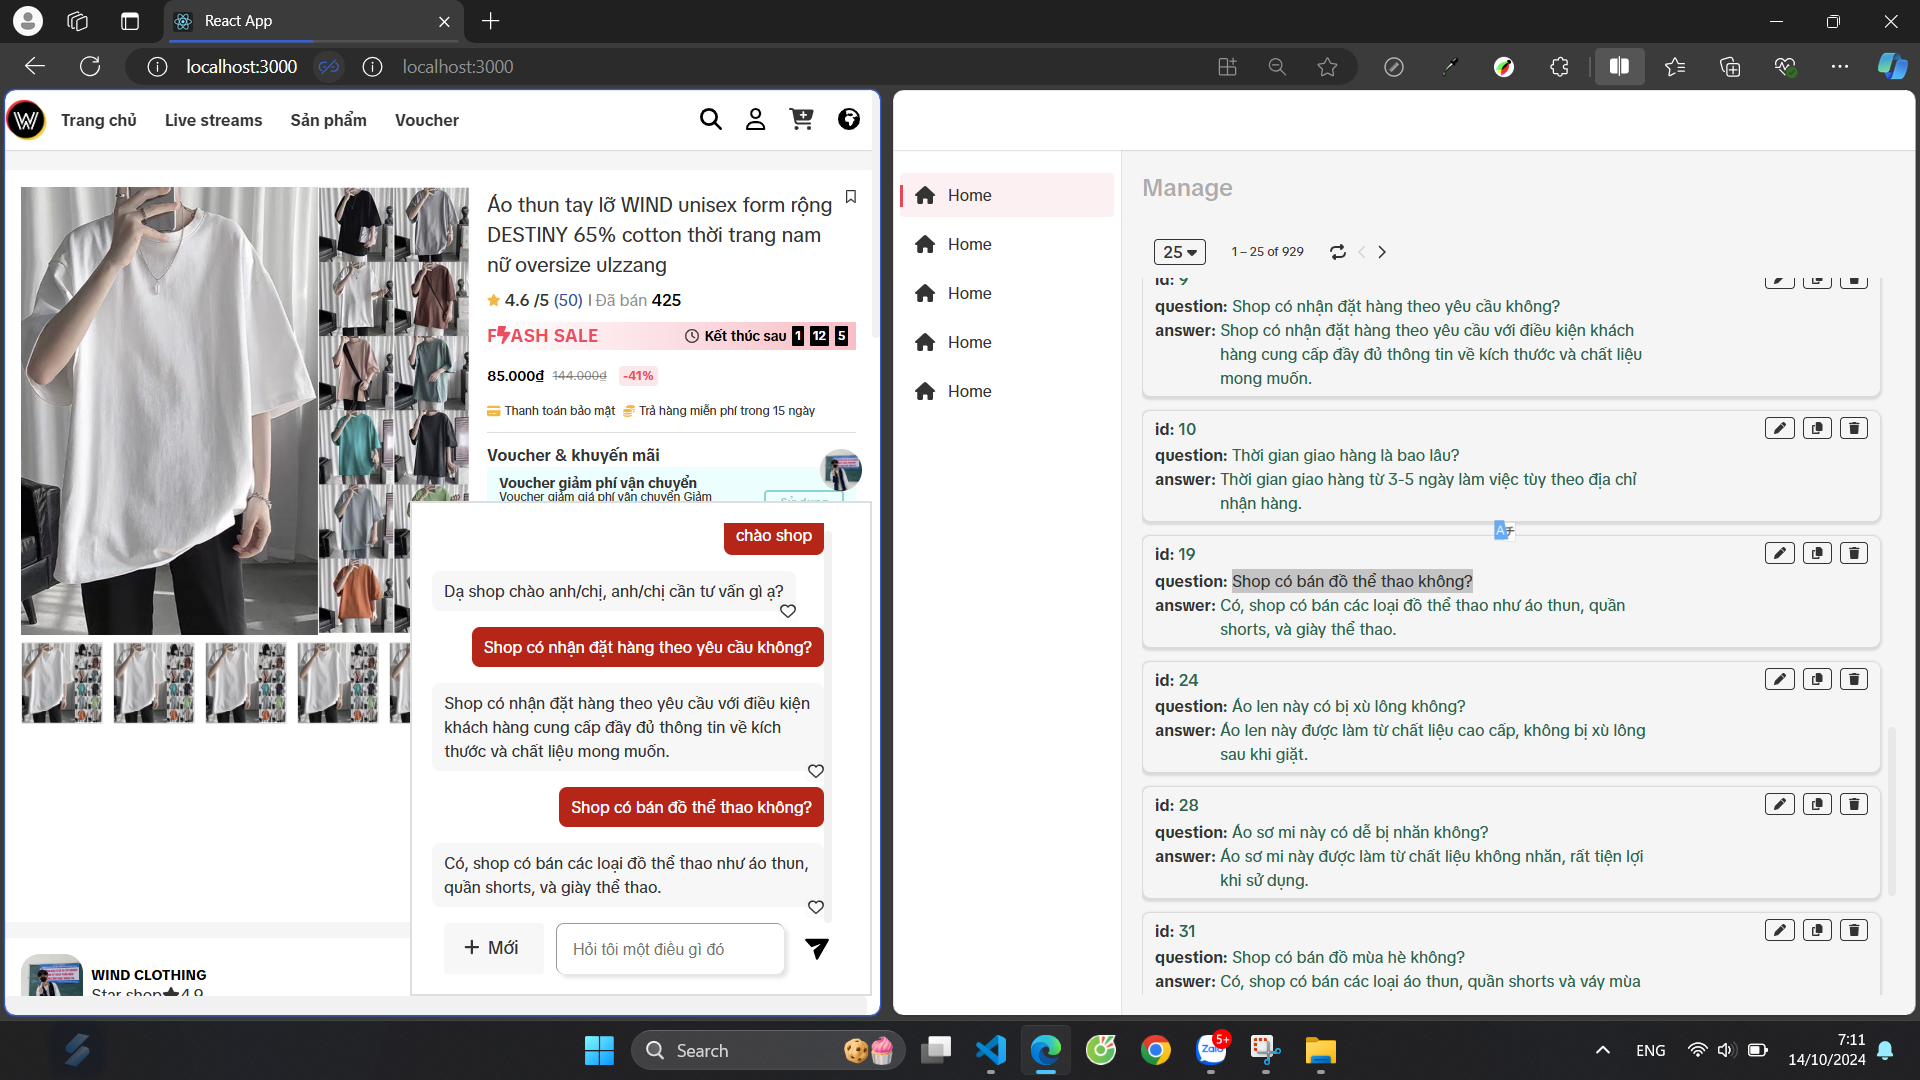 React App
localhost:3000
localhost:3000
W
Trang chủ
Live streams
Sản phẩm
Voucher
Áo thun tay lỡ WIND unisex form rộng
DESTINY 65% cotton thời trang nam
nữ oversize ulzzang
4.6 /5 (50) | Đã bán 425
FLASH SALE
Kết thúc sau 1 12 5
85.000₫ 144.000₫ -41%
Thanh toán bảo mật
Trả hàng miễn phí trong 15 ngày
Voucher & khuyến mãi
Voucher giảm phí vận chuyển
Voucher giảm giá phí vận chuyển Giảm
Sử dụng
chào shop
Dạ shop chào anh/chị, anh/chị cần tư vấn gì ạ?
Shop có nhận đặt hàng theo yêu cầu không?
Shop có nhận đặt hàng theo yêu cầu với điều kiện
khách hàng cung cấp đầy đủ thông tin về kích
thước và chất liệu mong muốn.
Shop có bán đồ thể thao không?
Có, shop có bán các loại đồ thể thao như áo thun,
quần shorts, và giày thể thao.
+ Mới
Hỏi tôi một điều gì đó
WIND CLOTHING
Star shop★4.9
Home
Home
Home
Home
Home
Manage
25
1 – 25 of 929
id: 9
question: Shop có nhận đặt hàng theo yêu cầu không?
answer: Shop có nhận đặt hàng theo yêu cầu với điều kiện khách
hàng cung cấp đầy đủ thông tin về kích thước và chất liệu
mong muốn.
id: 10
question: Thời gian giao hàng là bao lâu?
answer: Thời gian giao hàng từ 3-5 ngày làm việc tùy theo địa chỉ
nhận hàng.
id: 19
question: Shop có bán đồ thể thao không?
answer: Có, shop có bán các loại đồ thể thao như áo thun, quần
shorts, và giày thể thao.
id: 24
question: Áo len này có bị xù lông không?
answer: Áo len này được làm từ chất liệu cao cấp, không bị xù lông
sau khi giặt.
id: 28
question: Áo sơ mi này có dễ bị nhăn không?
answer: Áo sơ mi này được làm từ chất liệu không nhăn, rất tiện lợi
khi sử dụng.
id: 31
question: Shop có bán đồ mùa hè không?
answer: Có, shop có bán các loại áo thun, quần shorts và váy mùa
Search
Zalo
5+
ENG
7:11
14/10/2024